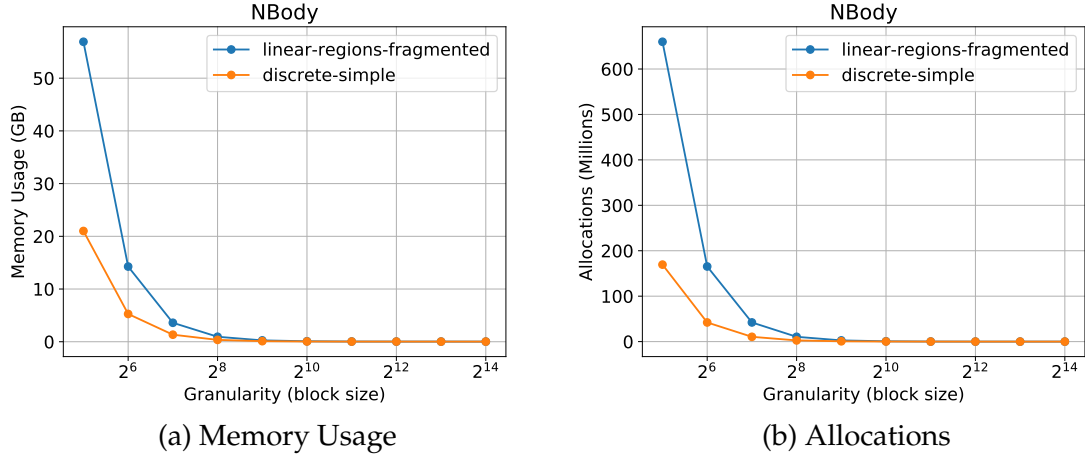 NBody
linear-regions-fragmented
discrete-simple
50
40
30
20
10
0
Memory Usage (GB)
2^6 2^8 2^10 2^12 2^14
Granularity (block size)
(a) Memory Usage
NBody
linear-regions-fragmented
discrete-simple
600
500
400
300
200
100
0
Allocations (Millions)
2^6 2^8 2^10 2^12 2^14
Granularity (block size)
(b) Allocations